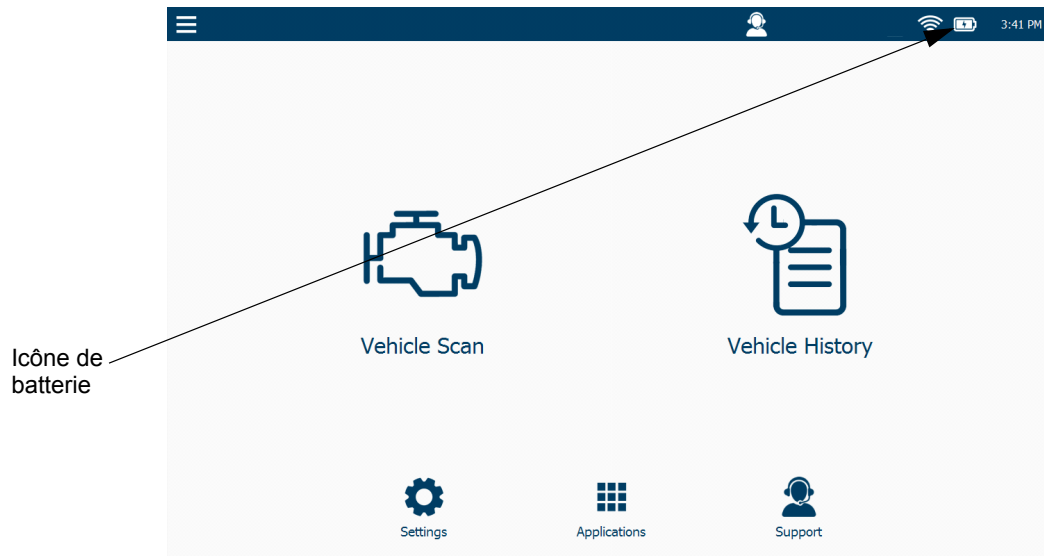 3:41 PM
Vehicle Scan
Vehicle History
Icône de
batterie
Settings
Applications
Support